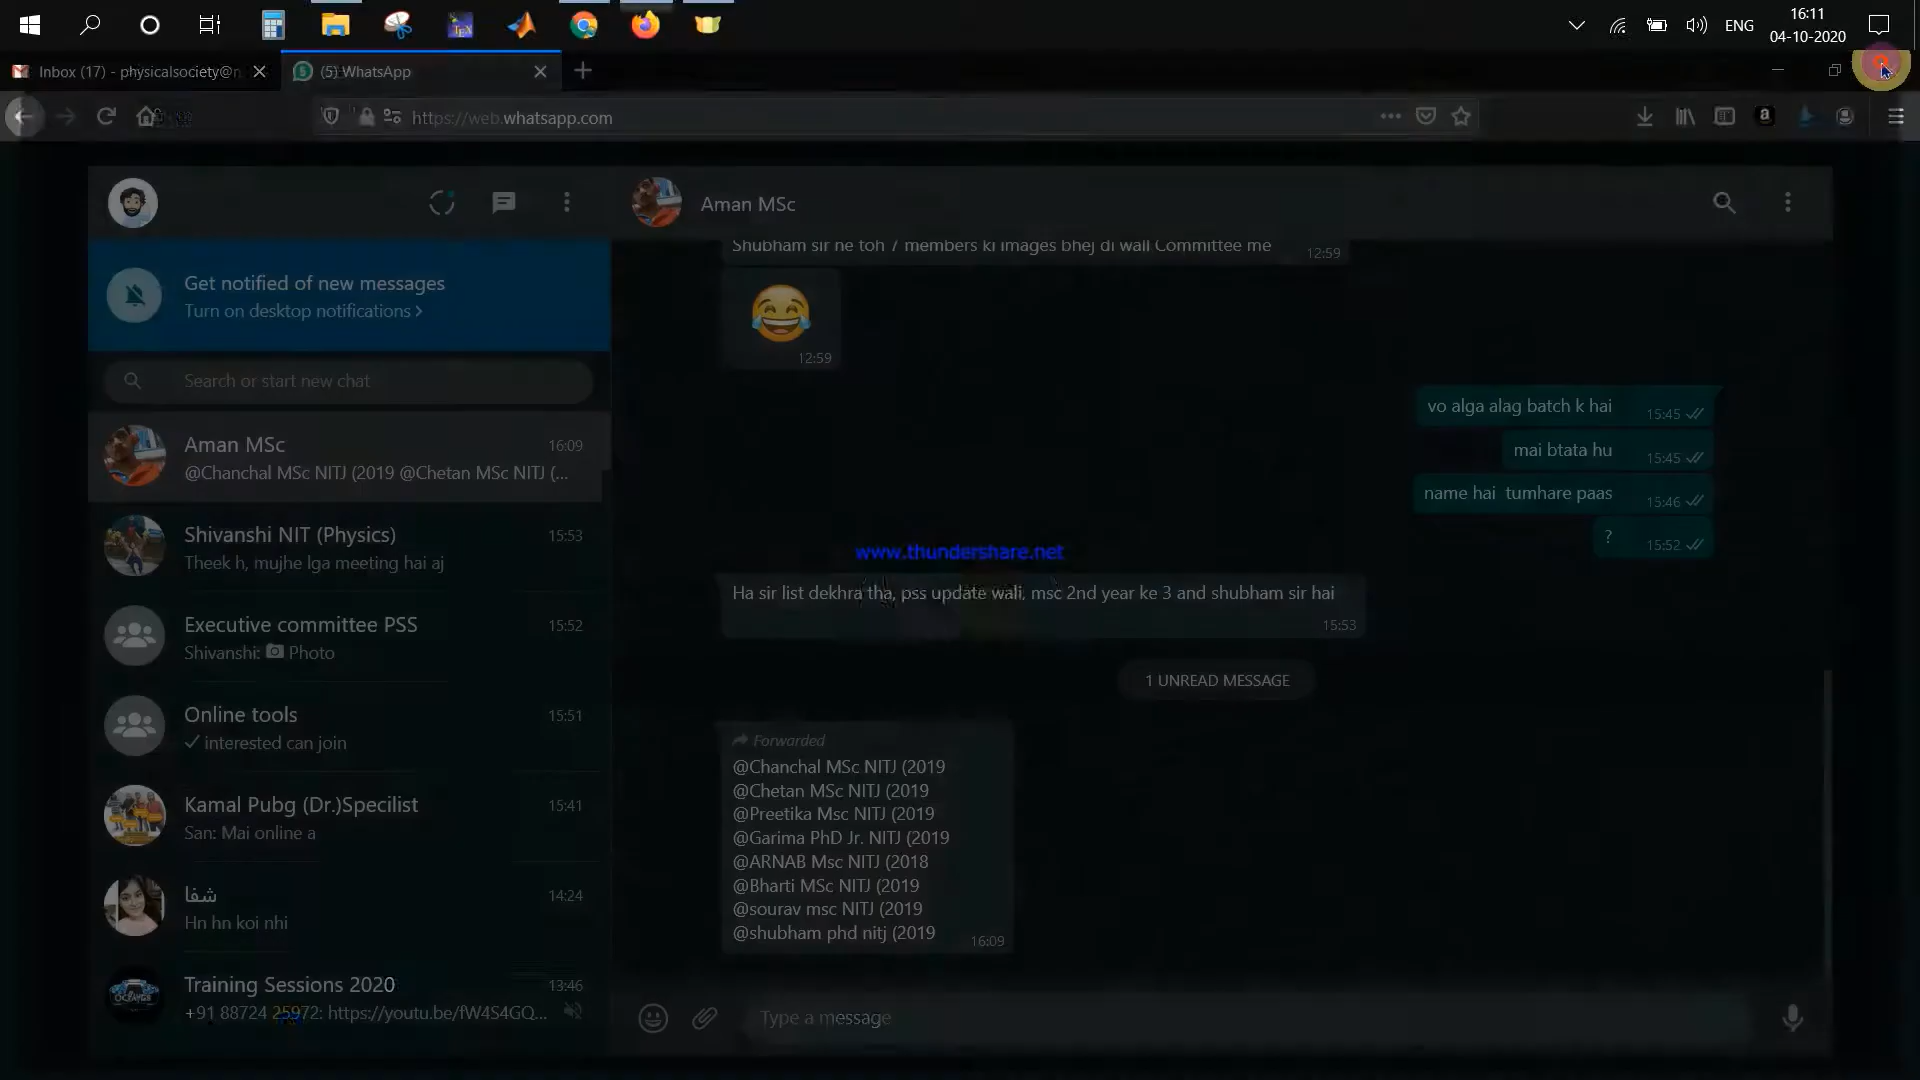 16:11
ENG
04-10-2020
Inbox (17) - physicalsociety@n
(5) WhatsApp
https://web.whatsapp.com
Aman MSc
Shubham sir ne toh 7 members ki images bhej di wall Committee me
12:59
Get notified of new messages
Turn on desktop notifications >
12:59
Search or start new chat
vo alga alag batch k hai
15:45
mai btata hu
15:45
name hai tumhare paas
15:46
?
15:52
Aman MSc
16:09
@Chanchal MSc NITJ (2019 @Chetan MSc NITJ (...
Shivanshi NIT (Physics)
15:53
Theek h, mujhe lga meeting hai aj
www.thundershare.net
Ha sir list dekhra tha, pss update wali, msc 2nd year ke 3 and shubham sir hai
15:53
Executive committee PSS
15:52
Shivanshi: Photo
1 UNREAD MESSAGE
Online tools
15:51
interested can join
Forwarded
@Chanchal MSc NITJ (2019
@Chetan MSc NITJ (2019
@Preetika Msc NITJ (2019
@Garima PhD Jr. NITJ (2019
@ARNAB Msc NITJ (2018
@Bharti MSc NITJ (2019
@sourav msc NITJ (2019
@shubham phd nitj (2019
16:09
Kamal Pubg (Dr.)Specilist
15:41
San: Mai online a
شفا
14:24
Hn hn koi nhi
Training Sessions 2020
13:46
+91 88724 25972: https://youtu.be/fW4S4GQ...
Type a message